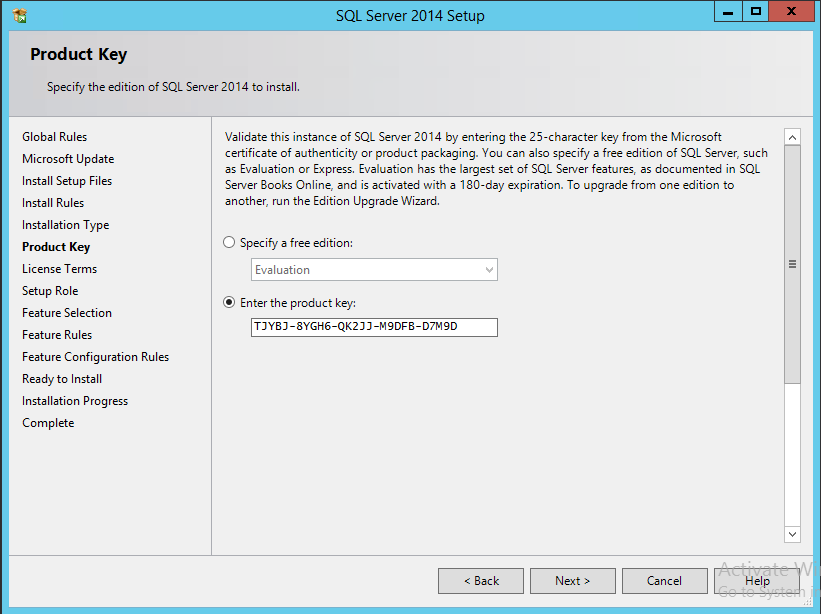 SQL Server 2014 Setup
Product Key
Specify the edition of SQL Server 2014 to install.
Global Rules
Microsoft Update
Install Setup Files
Install Rules
Installation Type
Product Key
License Terms
Setup Role
Feature Selection
Feature Rules
Feature Configuration Rules
Ready to Install
Installation Progress
Complete
Validate this instance of SQL Server 2014 by entering the 25-character key from the Microsoft
certificate of authenticity or product packaging. You can also specify a free edition of SQL Server, such
as Evaluation or Express. Evaluation has the largest set of SQL Server features, as documented in SQL
Server Books Online, and is activated with a 180-day expiration. To upgrade from one edition to
another, run the Edition Upgrade Wizard.
Specify a free edition:
Evaluation
Enter the product key:
TJYBJ-8YGH6-QK2JJ-M9DFB-D7M9D
< Back
Next >
Cancel
Help
Activate W
Go to System i